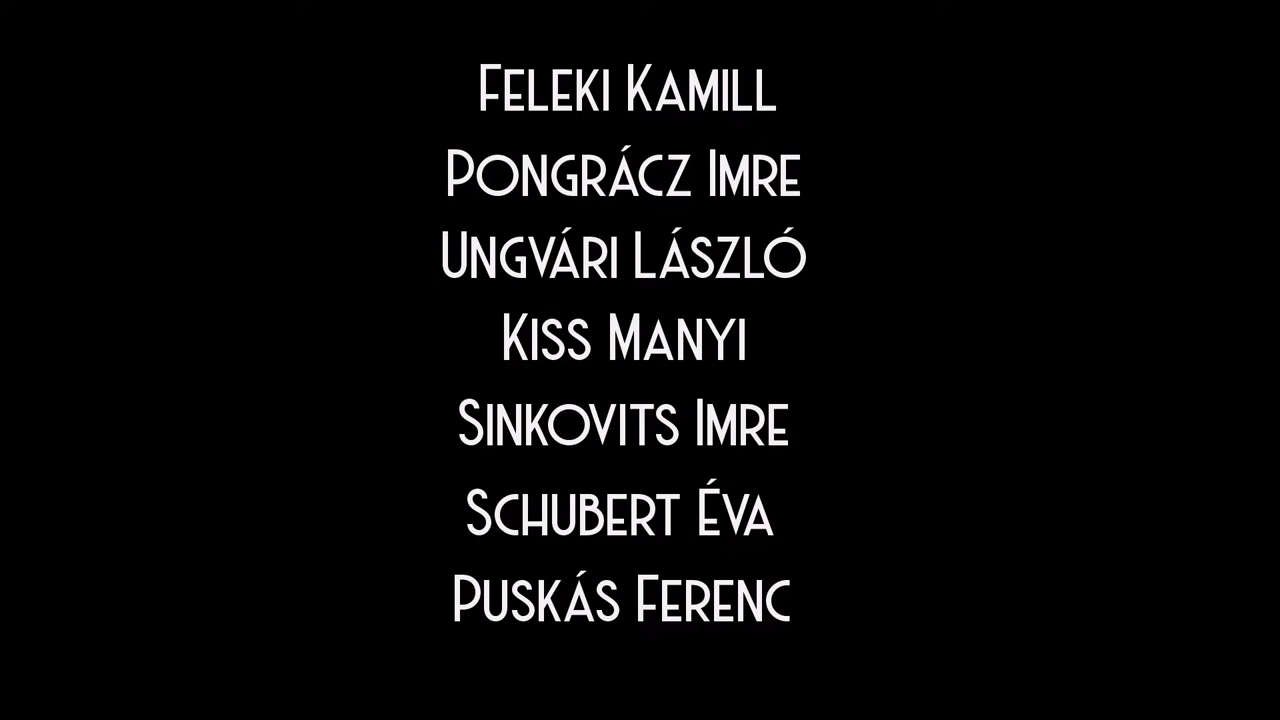 Feleki Kamill
Pongrácz Imre
Ungvári László
Kiss Manyi
Sinkovits Imre
Schubert Éva
Puskás Ferenc